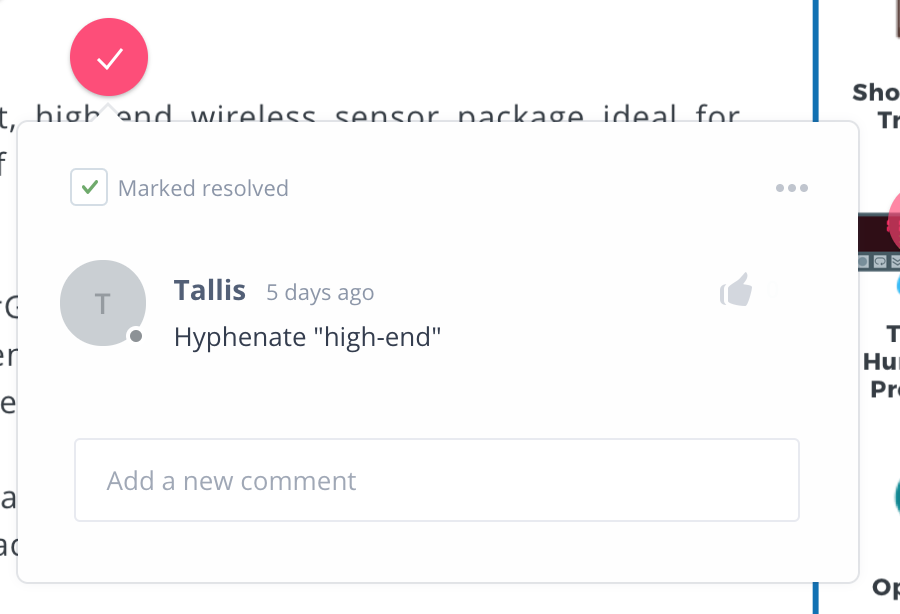 t, high-end wireless sensor package ideal for
f
Marked resolved
T
Tallis 5 days ago
Hyphenate "high-end"
Add a new comment
Sho
Tr
T
Hu
Pr
Op